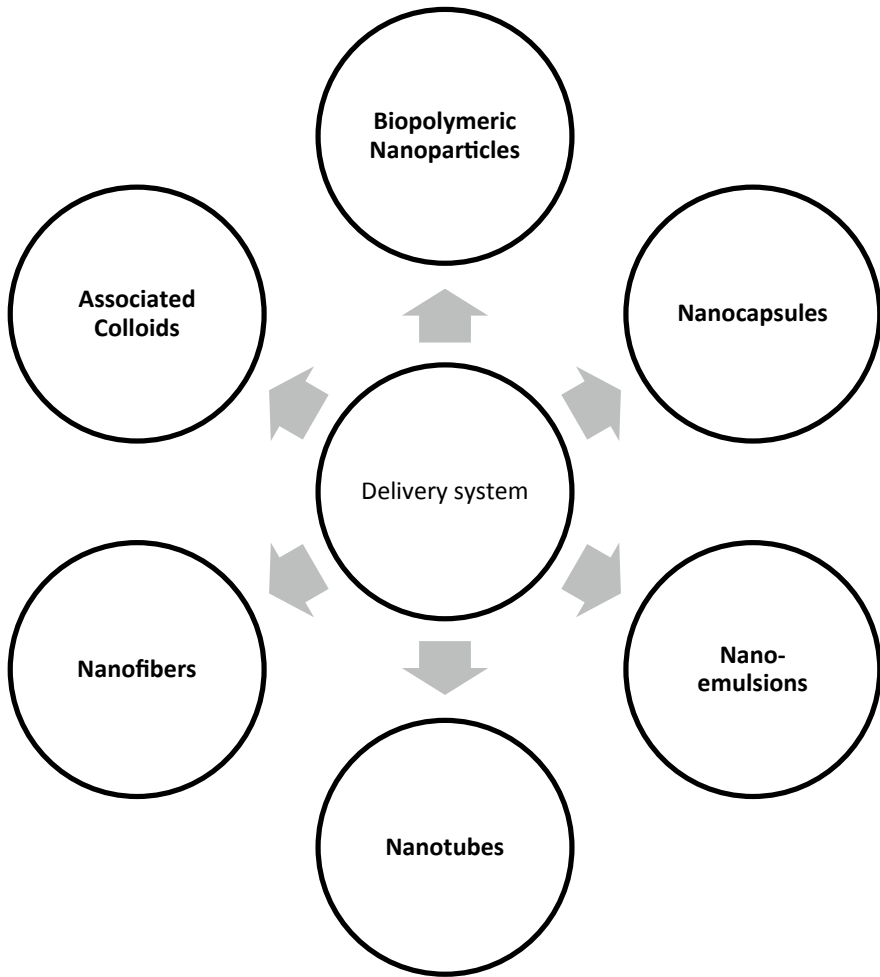 Biopolymeric
Nanoparticles
Associated
Colloids
Nanocapsules
Delivery system
Nanofibers
Nano-
emulsions
Nanotubes